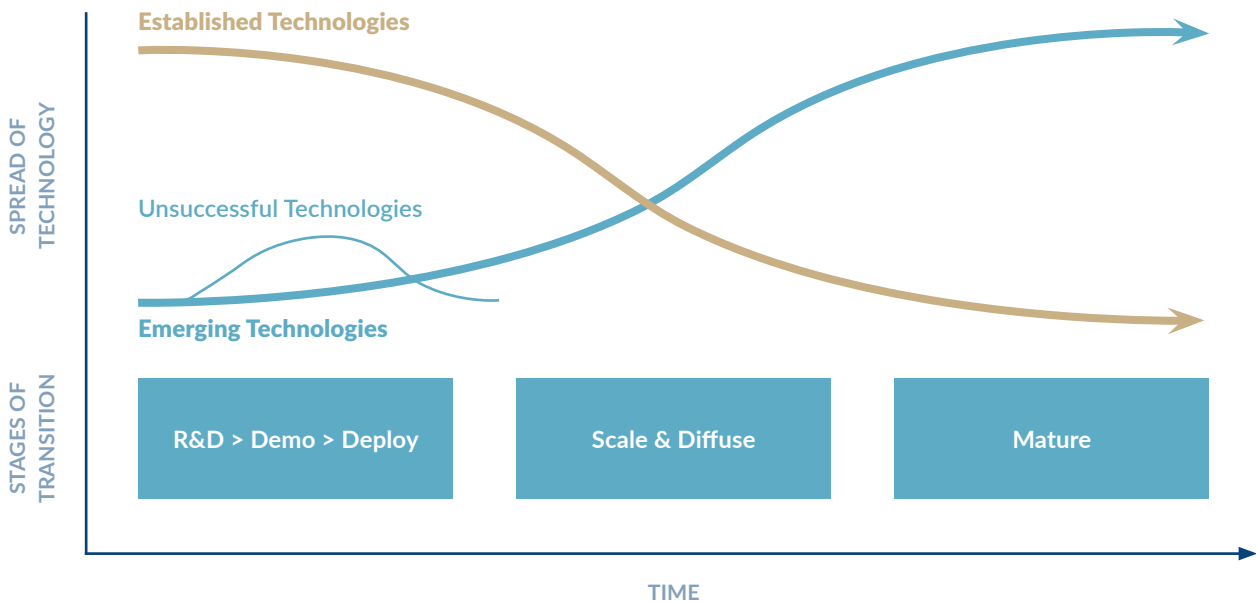 Established Technologies
SPREAD OF
TECHNOLOGY
Unsuccessful Technologies
Emerging Technologies
STAGES OF
TRANSITION
R&D > Demo > Deploy
Scale & Diffuse
Mature
TIME